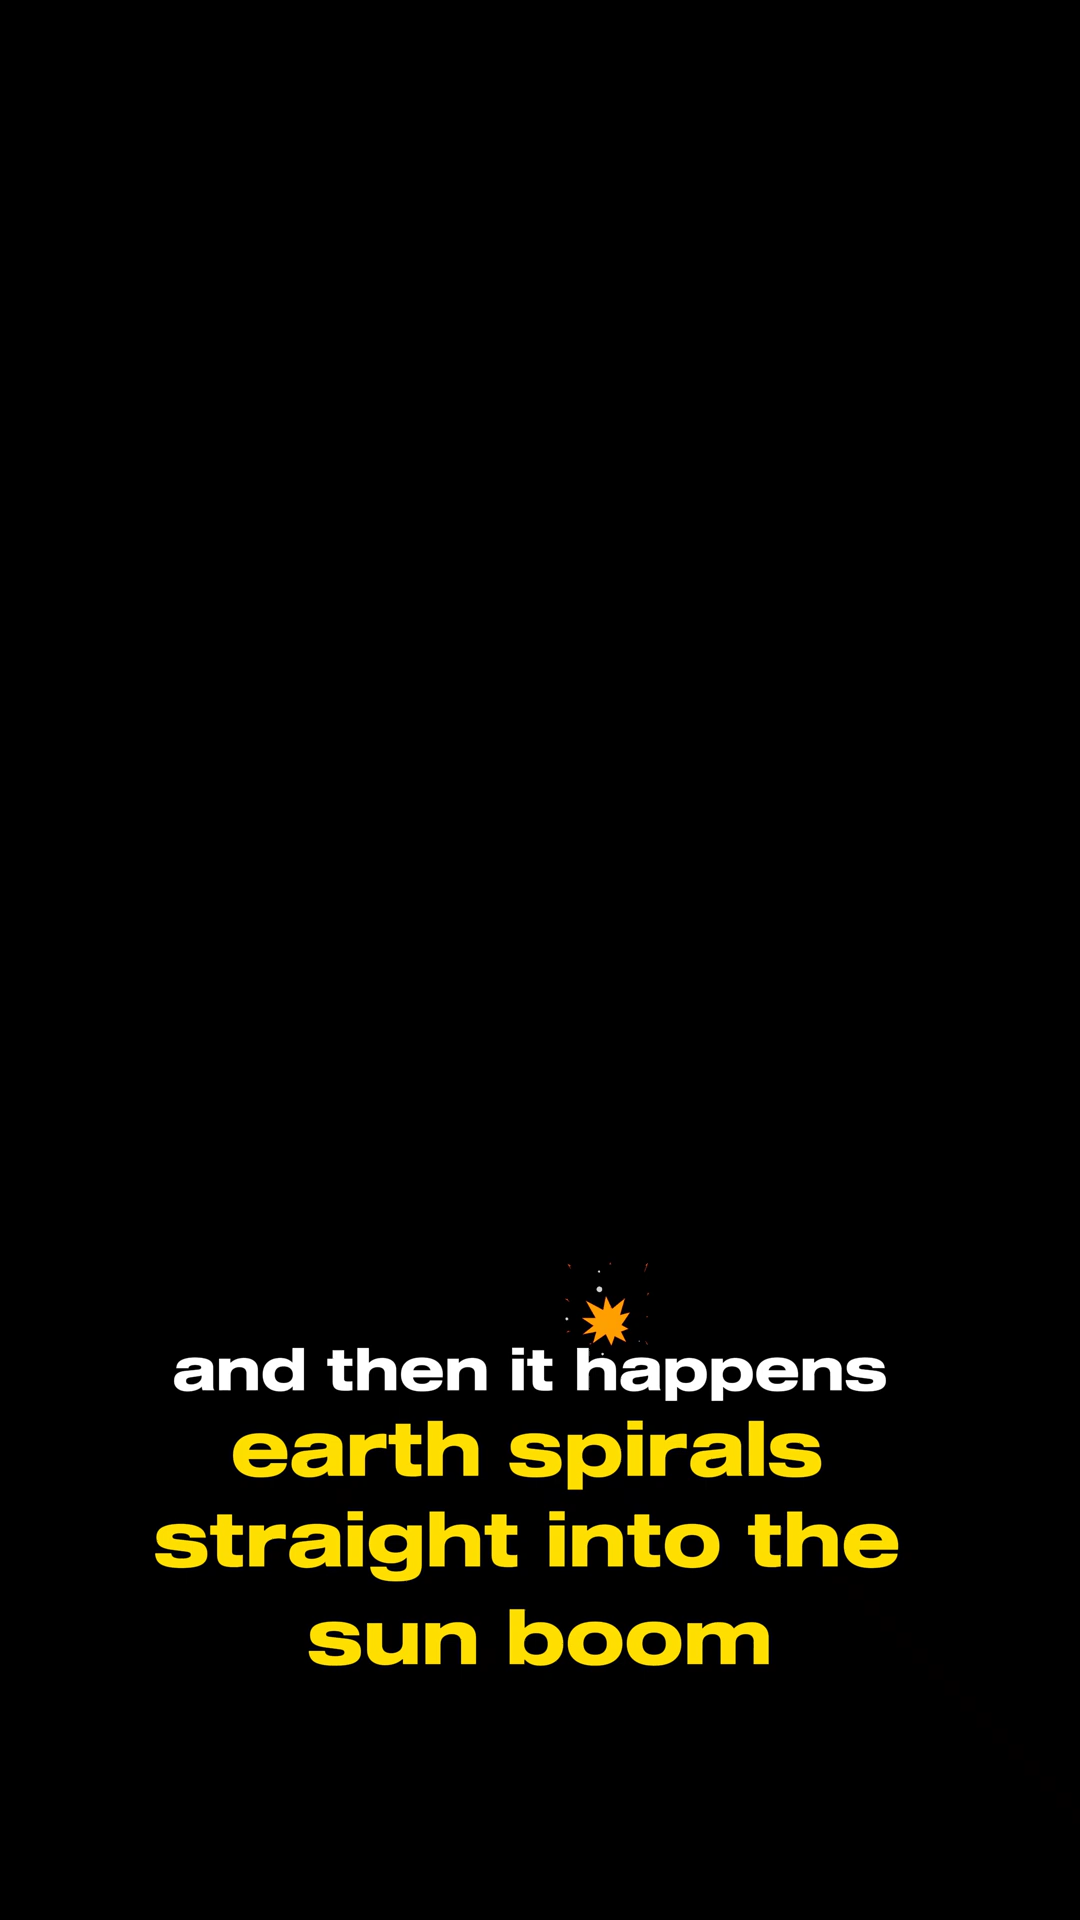 and then it happens
earth spirals
straight into the
sun boom